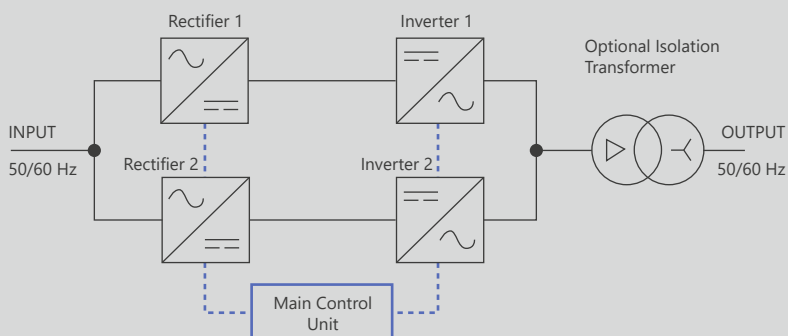 Rectifier 1
Inverter 1
Optional Isolation
Transformer
INPUT
50/60 Hz
Rectifier 2
Inverter 2
OUTPUT
50/60 Hz
Main Control
Unit